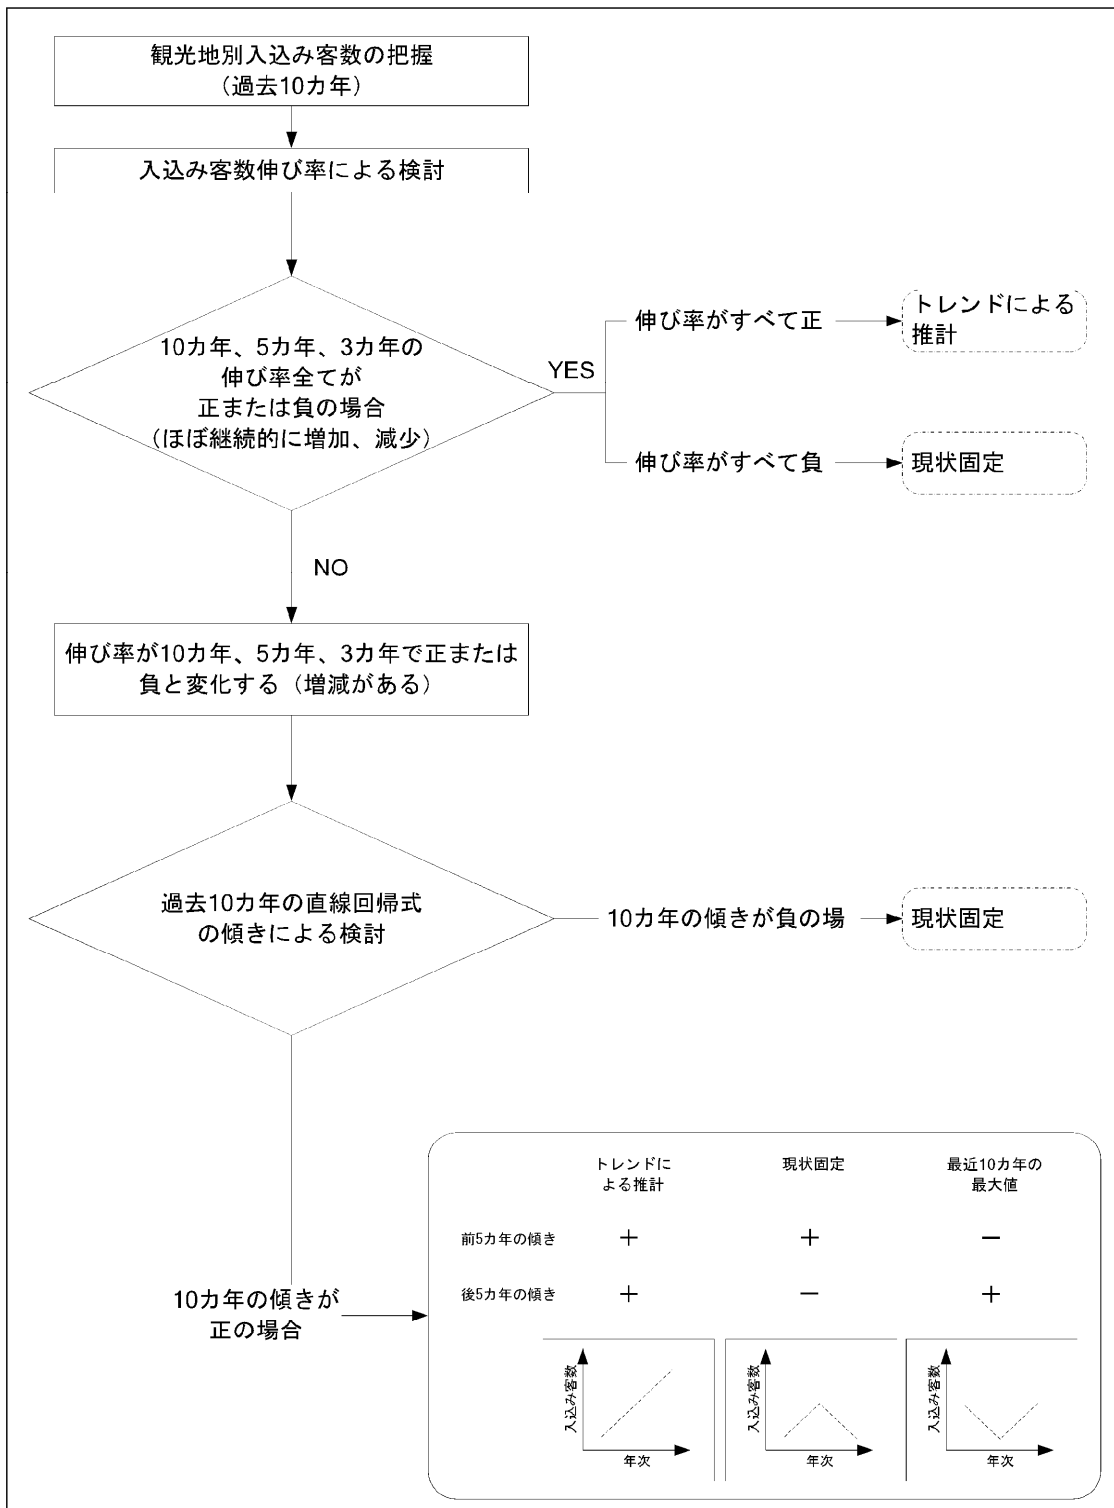 観光地別入込み客数の把握
（過去10カ年）
入込み客数伸び率による検討
10カ年、5カ年、3カ年の
伸び率全てが
正または負の場合
（ほぼ継続的に増加、減少）
YES
伸び率がすべて正
トレンドによる
推計
伸び率がすべて負
現状固定
NO
伸び率が10カ年、5カ年、3カ年で正または
負と変化する（増減がある）
過去10カ年の直線回帰式
の傾きによる検討
10カ年の傾きが負の場
現状固定
10カ年の傾きが
正の場合
トレンドに
よる推計
現状固定
最近10カ年の
最大値
前5カ年の傾き
＋
＋
－
後5カ年の傾き
＋
－
＋
入込み客数
年次
入込み客数
年次
入込み客数
年次